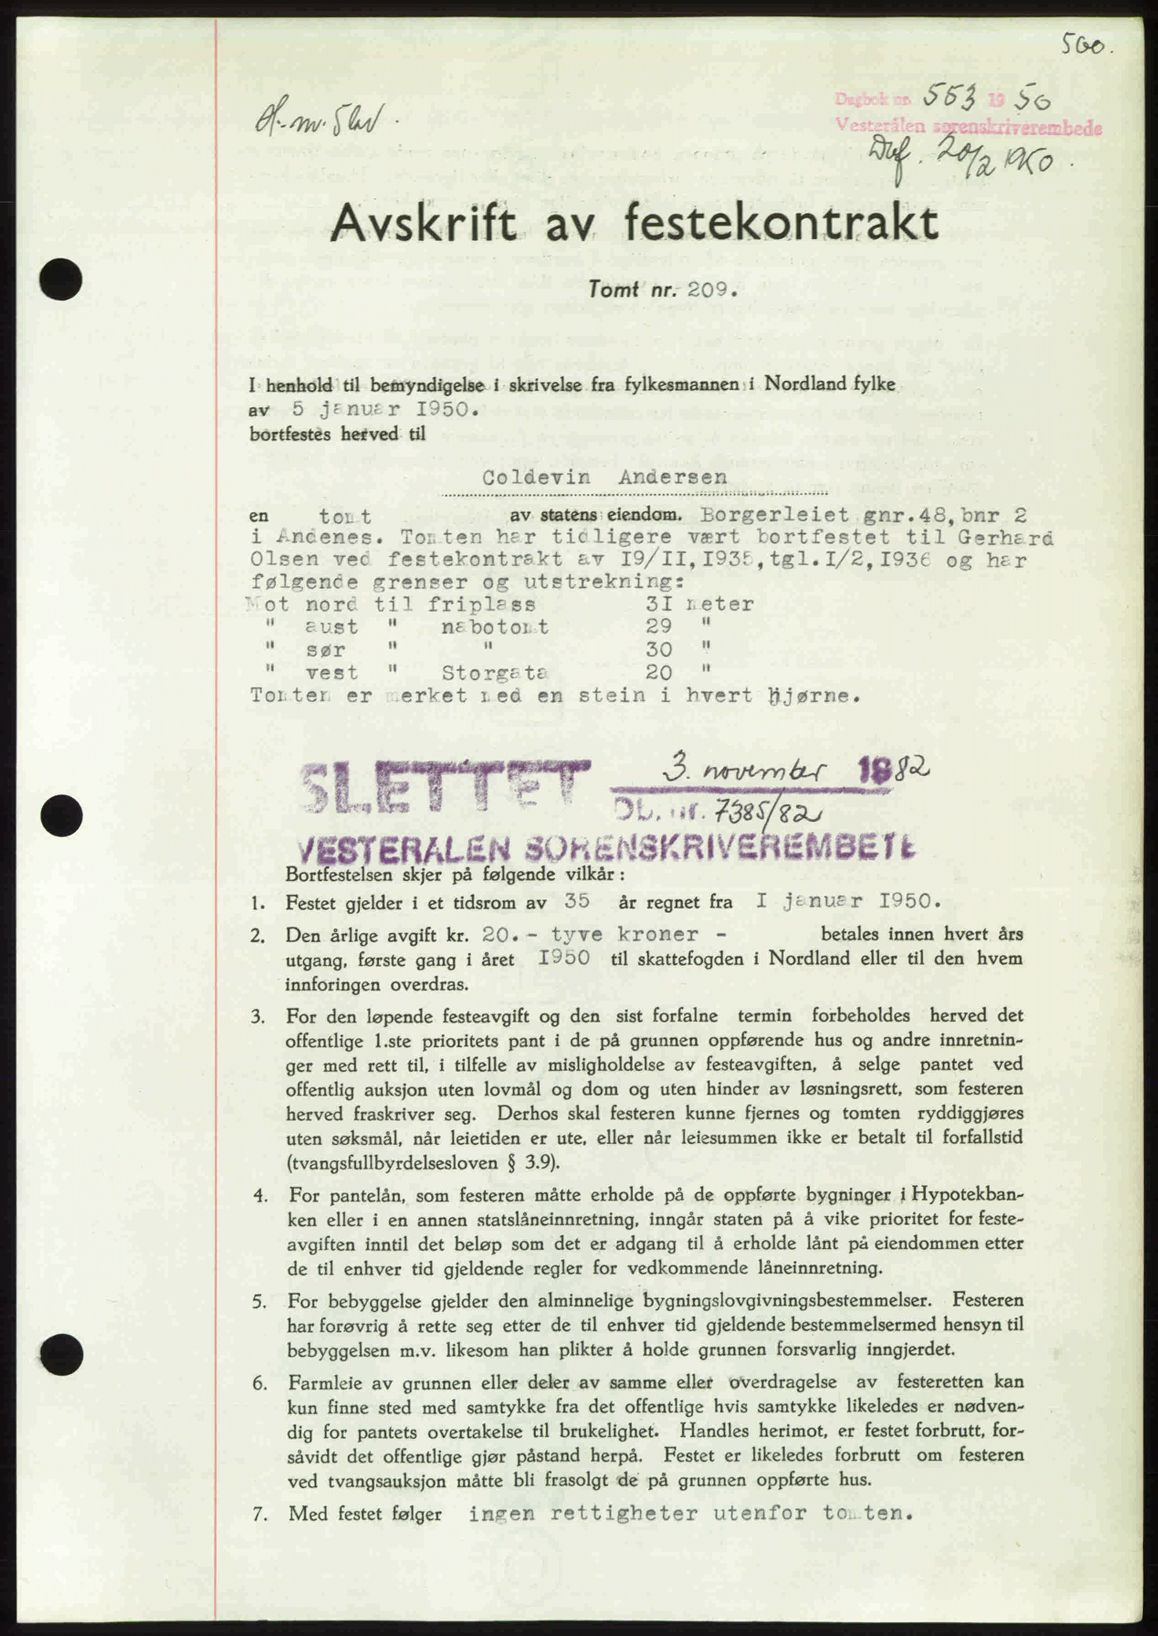 500.
Dagbok nr. 553 1950
Vesterålen sorenskriverembede
20/2 1950.
Avskrift av festekontrakt
Tomt nr. 209.
I henhold til bemyndigelse i skrivelse fra fylkesmannen i Nordland fylke
av 5 januar I950.
bortfestes herved til
Coldevin Andersen
en tomt av statens eiendom. Borgerleiet gnr.48,bnr 2
i Andenes. Tomten har tidligere vært bortfestet til Gerhard
Olsen ved festekontrakt av I9/II,I935,tgl.I/2,I936 og har
følgende grenser og utstrekning:
Mot nord til friplass 3I meter
" aust " nabotomt 29 "
" sør " " 30 "
" vest " Storgata 20 "
Tomten er merket med en stein i hvert hjørne.
SLETTET 3. november 1982
Db. nr. 7385/82
VESTERÅLEN SORENSKRIVEREMBETE
Bortfestelsen skjer på følgende vilkår:
1. Festet gjelder i et tidsrom av 35 år regnet fra I januar I950.
2. Den årlige avgift kr. 20.- tyve kroner - betales innen hvert års
utgang, første gang i året I950 til skattefogden i Nordland eller til den hvem
innforingen overdras.
3. For den løpende festeavgift og den sist forfalne termin forbeholdes herved det
offentlige 1.ste prioritets pant i de på grunnen oppførende hus og andre innretnin-
ger med rett til, i tilfelle av misligholdelse av festeavgiften, å selge pantet ved
offentlig auksjon uten lovmål og dom og uten hinder av løsningsrett, som festeren
herved fraskriver seg. Derhos skal festeren kunne fjernes og tomten ryddiggjøres
uten søksmål, når leietiden er ute, eller når leiesummen ikke er betalt til forfallstid
(tvangsfullbyrdelsesloven § 3.9).
4. For pantelån, som festeren måtte erholde på de oppførte bygninger i Hypotekban-
ken eller i en annen statslåneinnretning, inngår staten på å vike prioritet for feste-
avgiften inntil det beløp som det er adgang til å erholde lånt på eiendommen etter
de til enhver tid gjeldende regler for vedkommende låneinnretning.
5. For bebyggelse gjelder den alminnelige bygningslovgivningsbestemmelser. Festeren
har forøvrig å rette seg etter de til enhver tid gjeldende bestemmelsermed hensyn til
bebyggelsen m.v. likesom han plikter å holde grunnen forsvarlig inngjerdet.
6. Farmleie av grunnen eller deler av samme eller overdragelse av festeretten kan
kun finne sted med samtykke fra det offentlige hvis samtykke likeledes er nødven-
dig for pantets overtakelse til brukelighet. Handles herimot, er festet forbrutt, for-
såvidt det offentlige gjør påstand herpå. Festet er likeledes forbrutt om festeren
ved tvangsauksjon måtte bli frasolgt de på grunnen oppførte hus.
7. Med festet følger ingen rettigheter utenfor tomten.